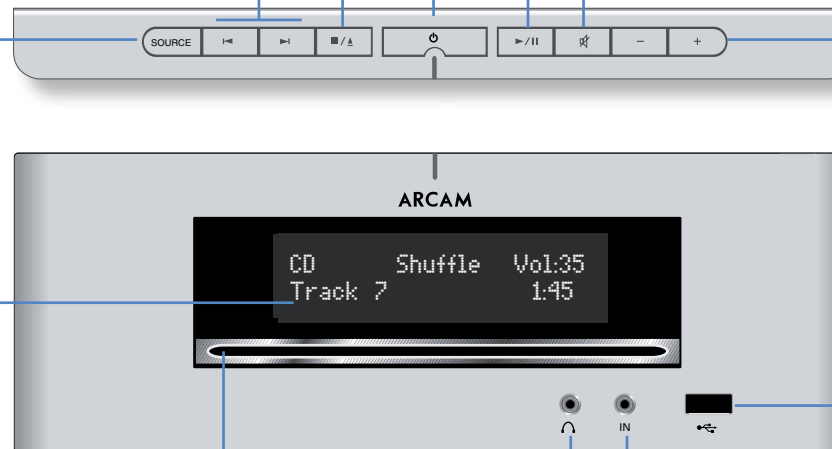 SOURCE
ARCAM
CD Shuffle Vol:35
Track 7 1:45
IN